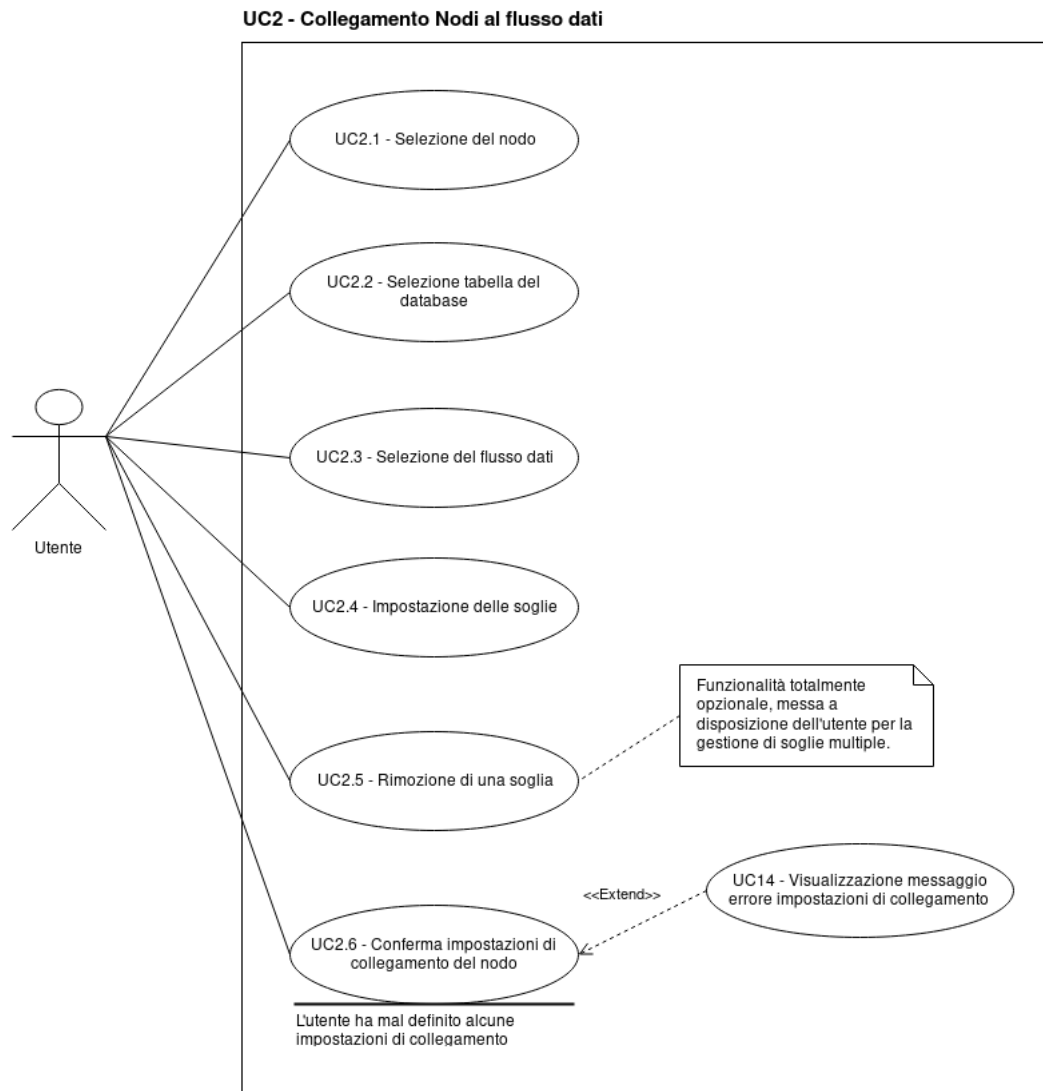 UC2 - Collegamento Nodi al flusso dati
UC2.1 - Selezione del nodo
UC2.2 - Selezione tabella del
database
UC2.3 - Selezione del flusso dati
Utente
UC2.4 - Impostazione delle soglie
Funzionalità totalmente
opzionale, messa a
disposizione dell'utente per la
gestione di soglie multiple.
UC2.5 - Rimozione di una soglia
UC14 - Visualizzazione messaggio
errore impostazioni di collegamento
<<Extend>>
UC2.6 - Conferma impostazioni di
collegamento del nodo
L'utente ha mal definito alcune
impostazioni di collegamento